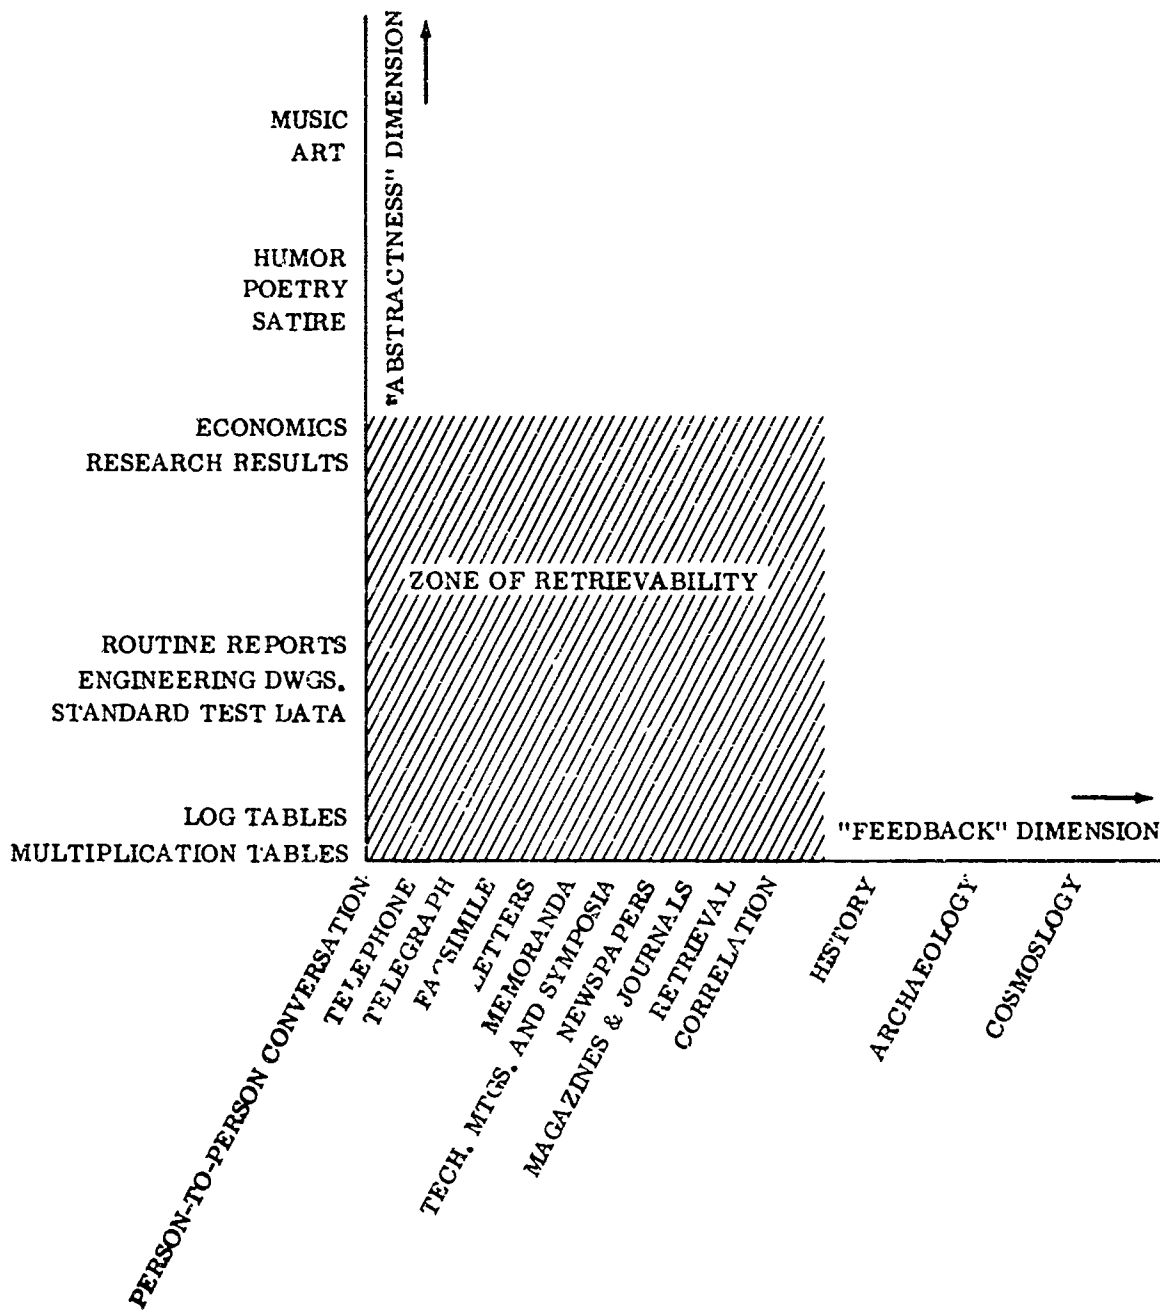 "ABSTRACTNESS" DIMENSION
MUSIC
ART
HUMOR
POETRY
SATIRE
ECONOMICS
RESEARCH RESULTS
ZONE OF RETRIEVABILITY
ROUTINE REPORTS
ENGINEERING DWGS.
STANDARD TEST DATA
LOG TABLES
MULTIPLICATION TABLES
"FEEDBACK" DIMENSION
PERSON-TO-PERSON CONVERSATION
TELEPHONE
TELEGRAPH
FACSIMILE
LETTERS
MEMORANDA
TECH. MTGS. AND SYMPOSIA
NEWSPAPERS
MAGAZINES & JOURNALS
RETRIEVAL
CORRELATION
HISTORY
ARCHAEOLOGY
COSMOSLOGY